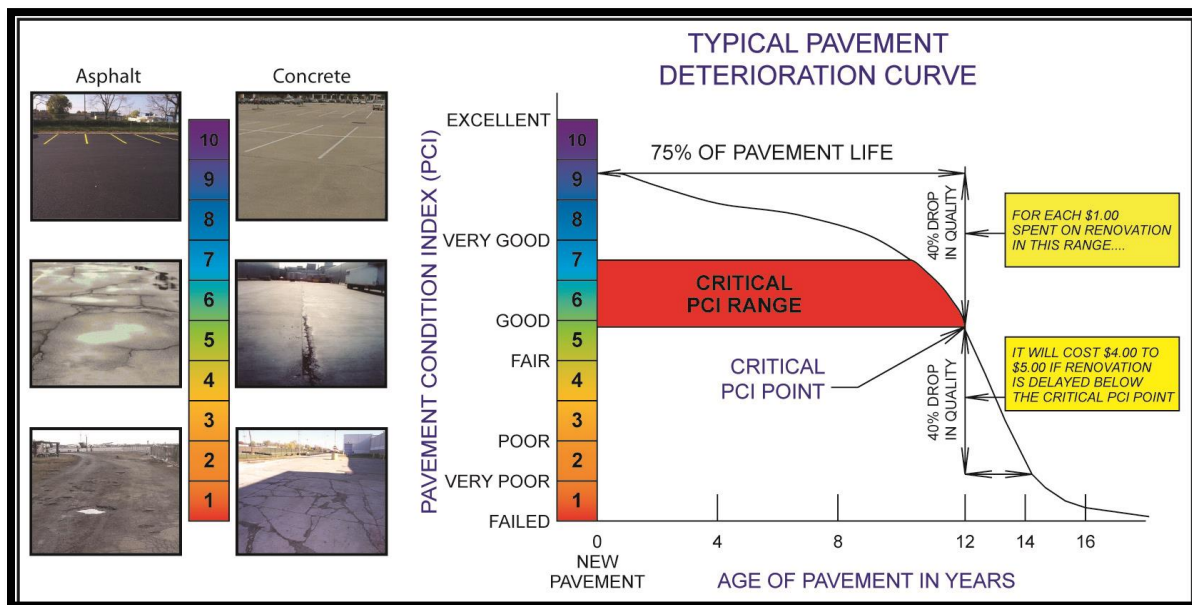 TYPICAL PAVEMENT
DETERIORATION CURVE
Asphalt
Concrete
10
9
8
7
6
5
4
3
2
1
PAVEMENT CONDITION INDEX (PCI)
EXCELLENT
VERY GOOD
GOOD
FAIR
POOR
VERY POOR
FAILED
10
9
8
7
6
5
4
3
2
1
75% OF PAVEMENT LIFE
40% DROP
IN QUALITY
FOR EACH $1.00
SPENT ON RENOVATION
IN THIS RANGE....
CRITICAL
PCI RANGE
CRITICAL
PCI POINT
40% DROP
IN QUALITY
IT WILL COST $4.00 TO
$5.00 IF RENOVATION
IS DELAYED BELOW
THE CRITICAL PCI POINT
0
4
8
12
14
16
NEW
PAVEMENT
AGE OF PAVEMENT IN YEARS